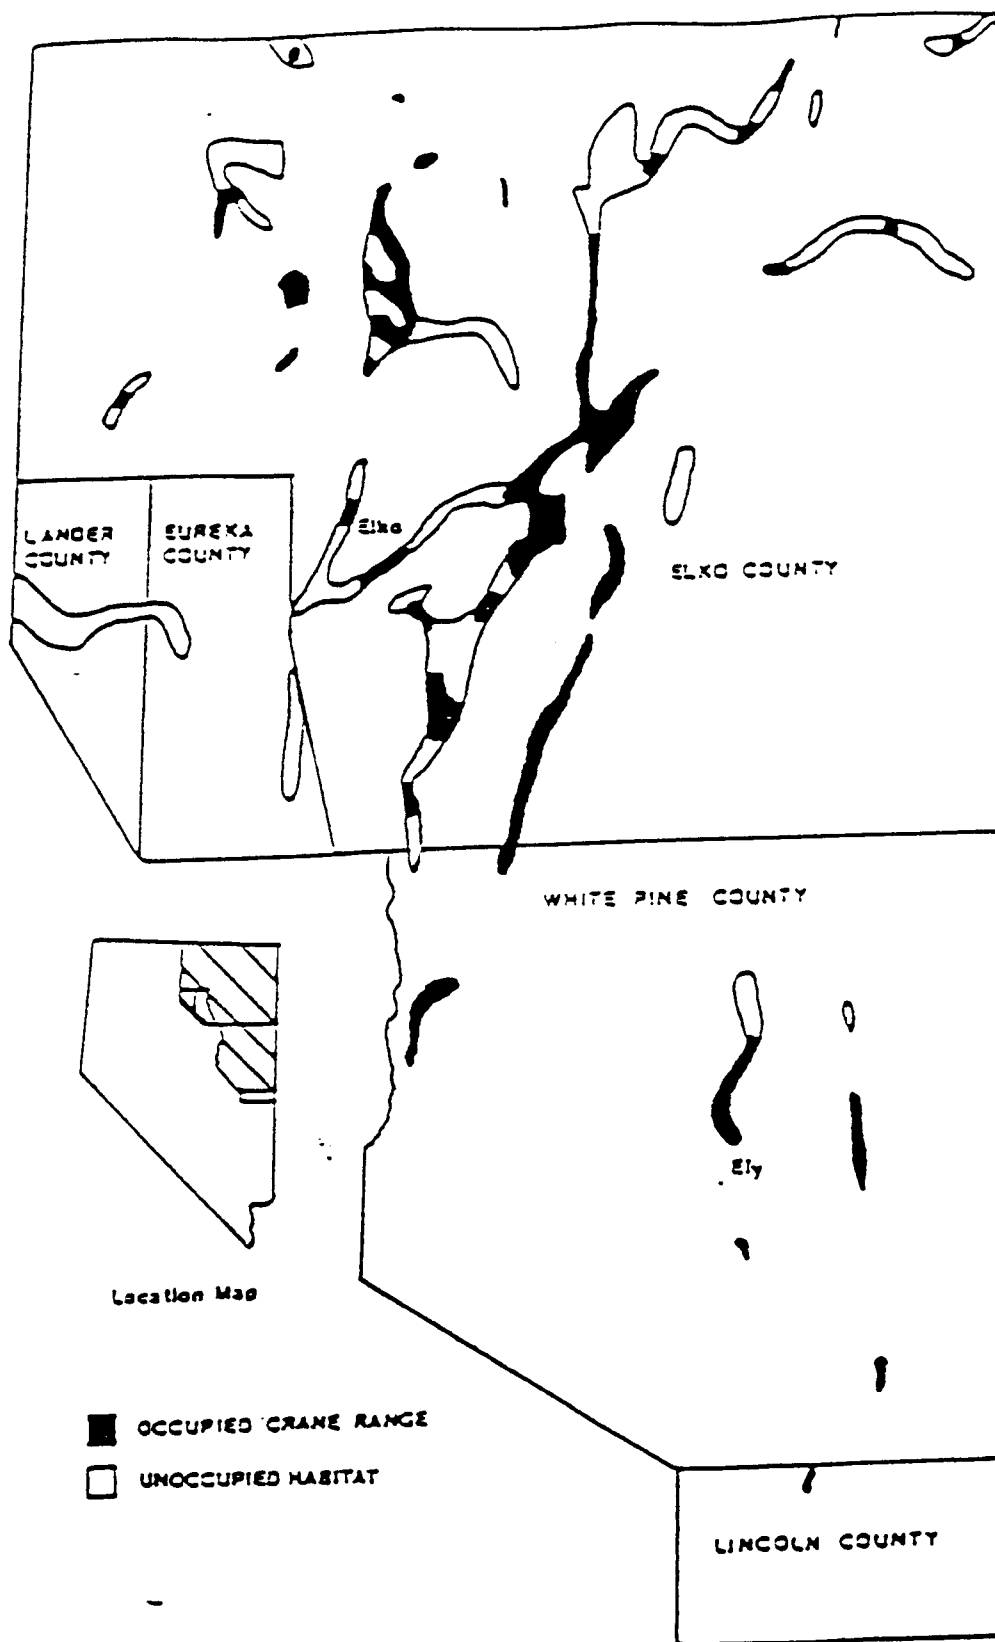 LANDER
COUNTY
EUREKA
COUNTY
Elko
ELKO COUNTY
WHITE PINE COUNTY
Ely
Location Map
OCCUPIED CRANE RANGE
UNOCCUPIED HABITAT
LINCOLN COUNTY